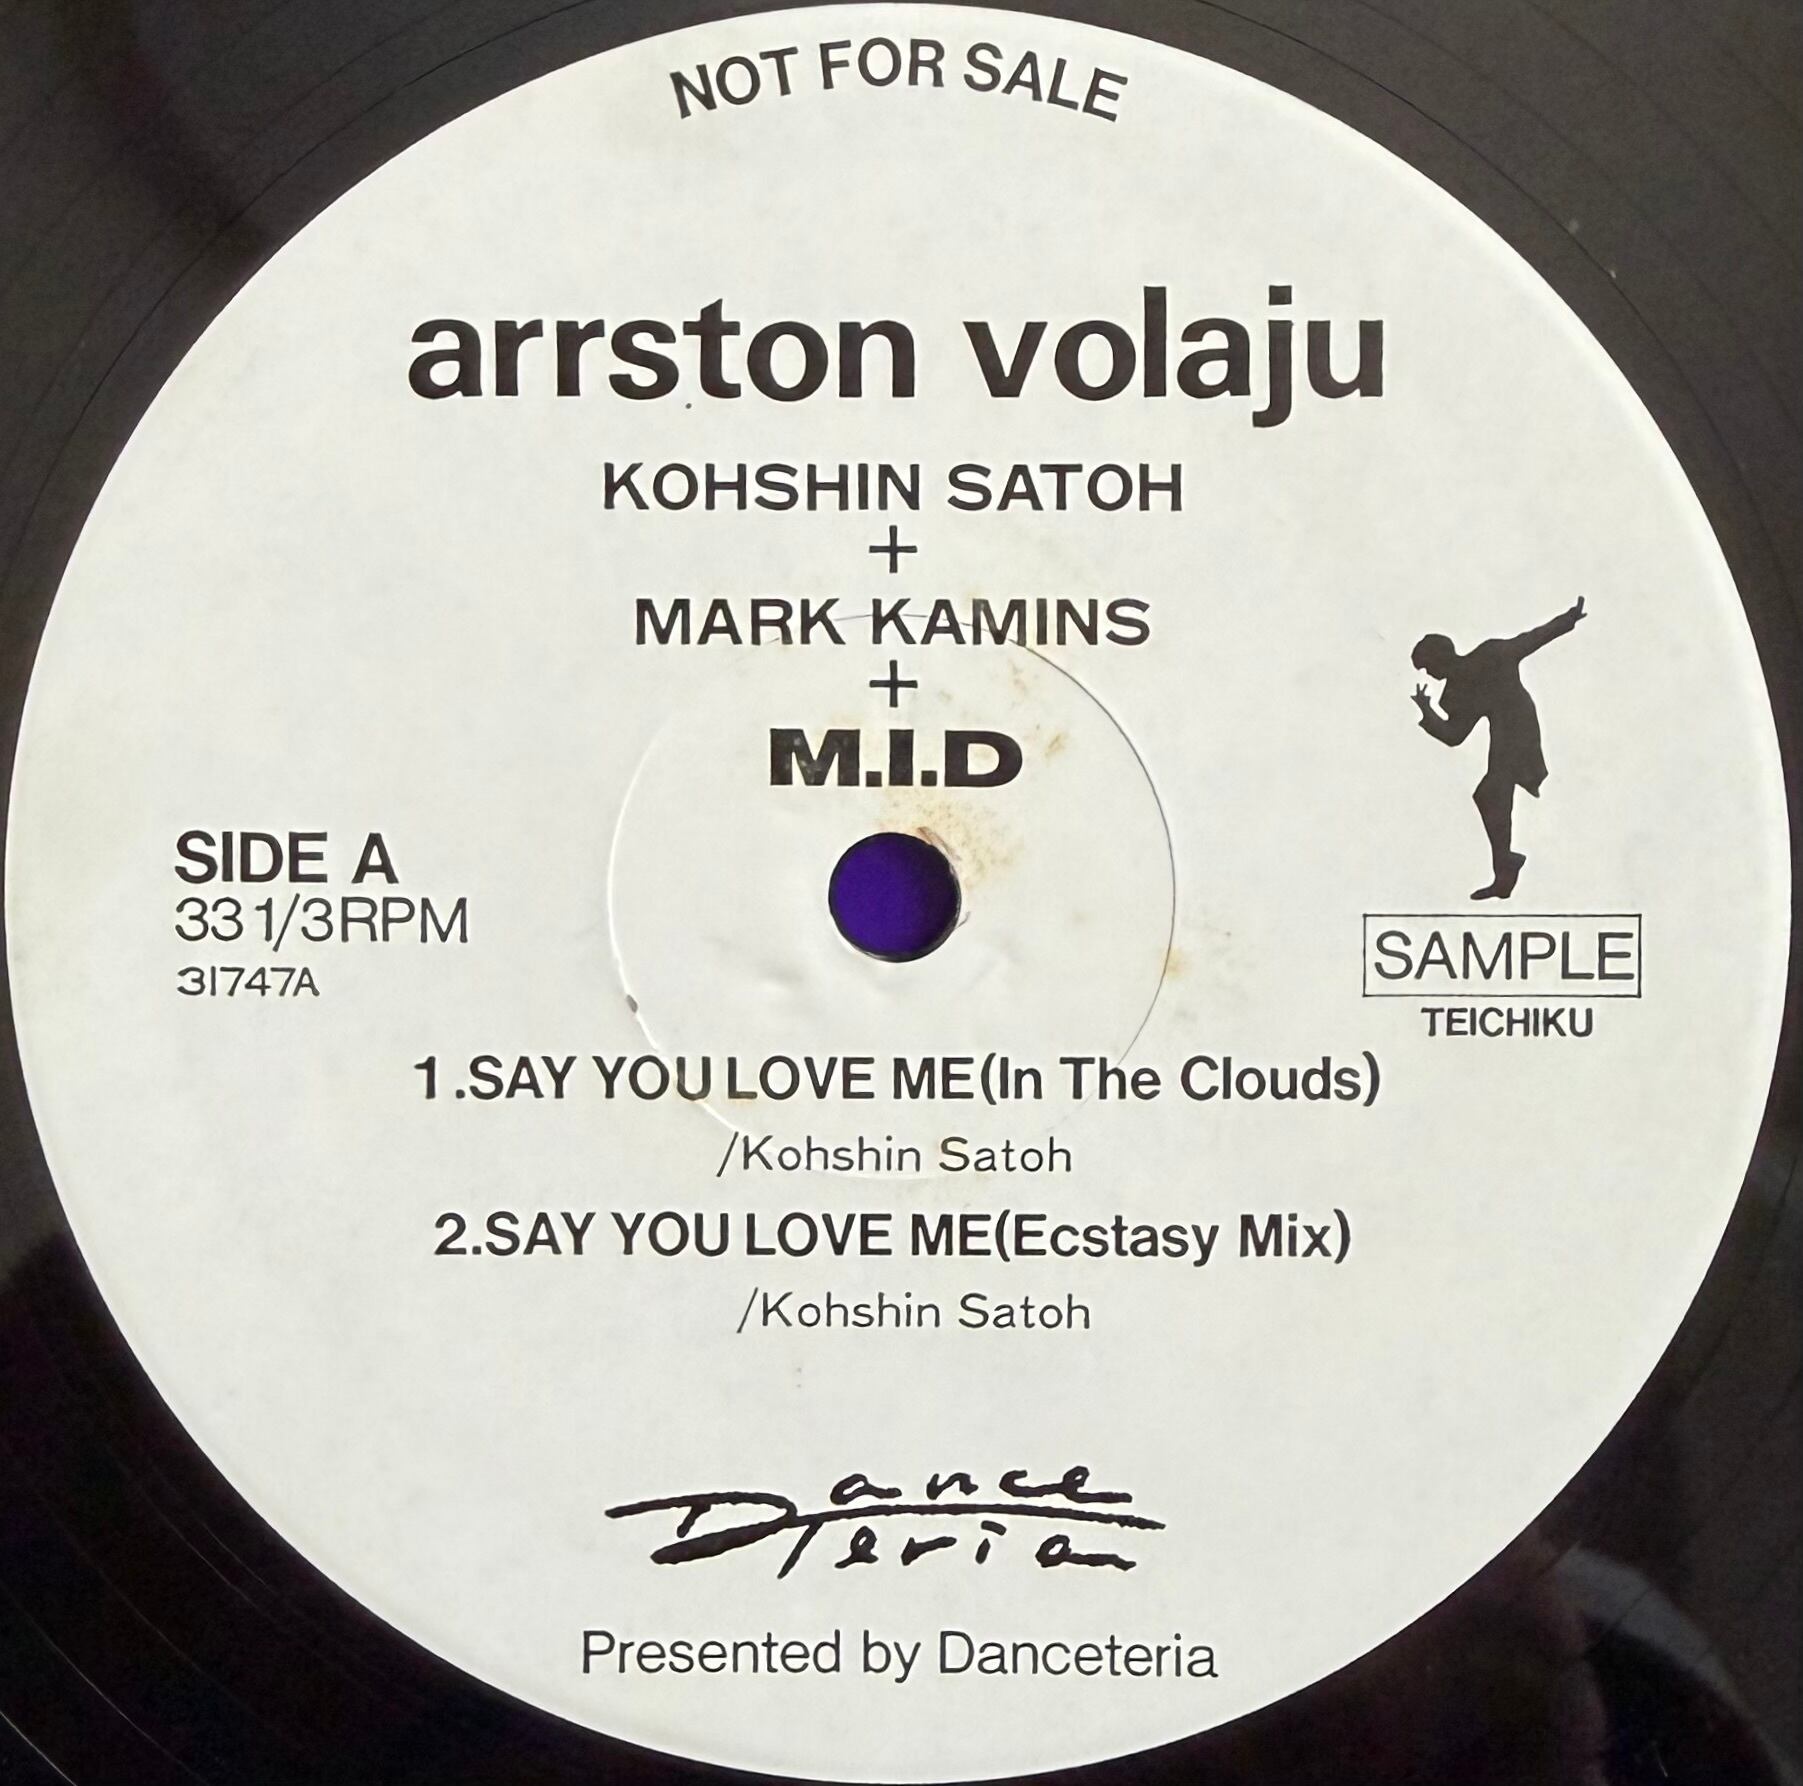 NOT FOR SALE
arrston volaju
KOHSHIN SATOH
+
MARK KAMINS
+
M.I.D
SIDE A
33 1/3 RPM
31747A
SAMPLE
TEICHIKU
1.SAY YOU LOVE ME(In The Clouds)
/Kohshin Satoh
2.SAY YOU LOVE ME(Ecstasy Mix)
/Kohshin Satoh
Dance
Teria
Presented by Danceteria